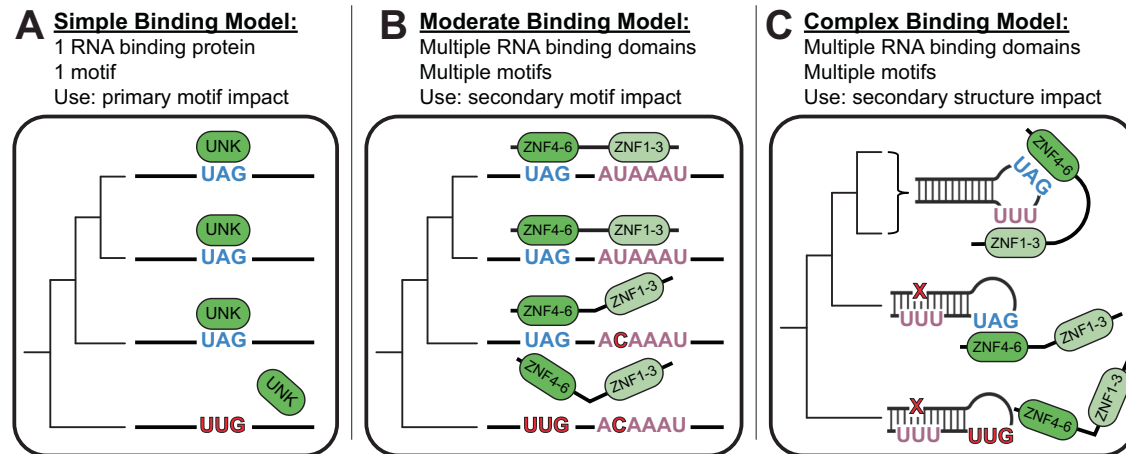 A Simple Binding Model:
1 RNA binding protein
1 motif
Use: primary motif impact
UNK
UAG
UNK
UAG
UNK
UAG
UNK
UUG
B Moderate Binding Model:
Multiple RNA binding domains
Multiple motifs
Use: secondary motif impact
ZNF4-6 ZNF1-3
UAG AUAAAU
ZNF4-6 ZNF1-3
UAG AUAAAU
ZNF4-6 ZNF1-3
UAG ACAAAU
ZNF4-6 ZNF1-3
UUG ACAAAU
C Complex Binding Model:
Multiple RNA binding domains
Multiple motifs
Use: secondary structure impact
ZNF4-6
UAG
UUU
ZNF1-3
X
UUU UAG
ZNF4-6 ZNF1-3
X
UUU UUG
ZNF4-6 ZNF1-3